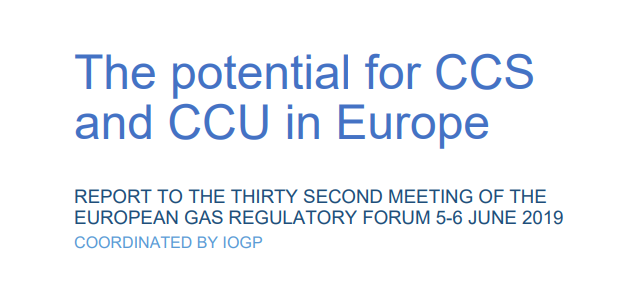 The potential for CCS
and CCU in Europe
REPORT TO THE THIRTY SECOND MEETING OF THE
EUROPEAN GAS REGULATORY FORUM 5-6 JUNE 2019
COORDINATED BY IOGP